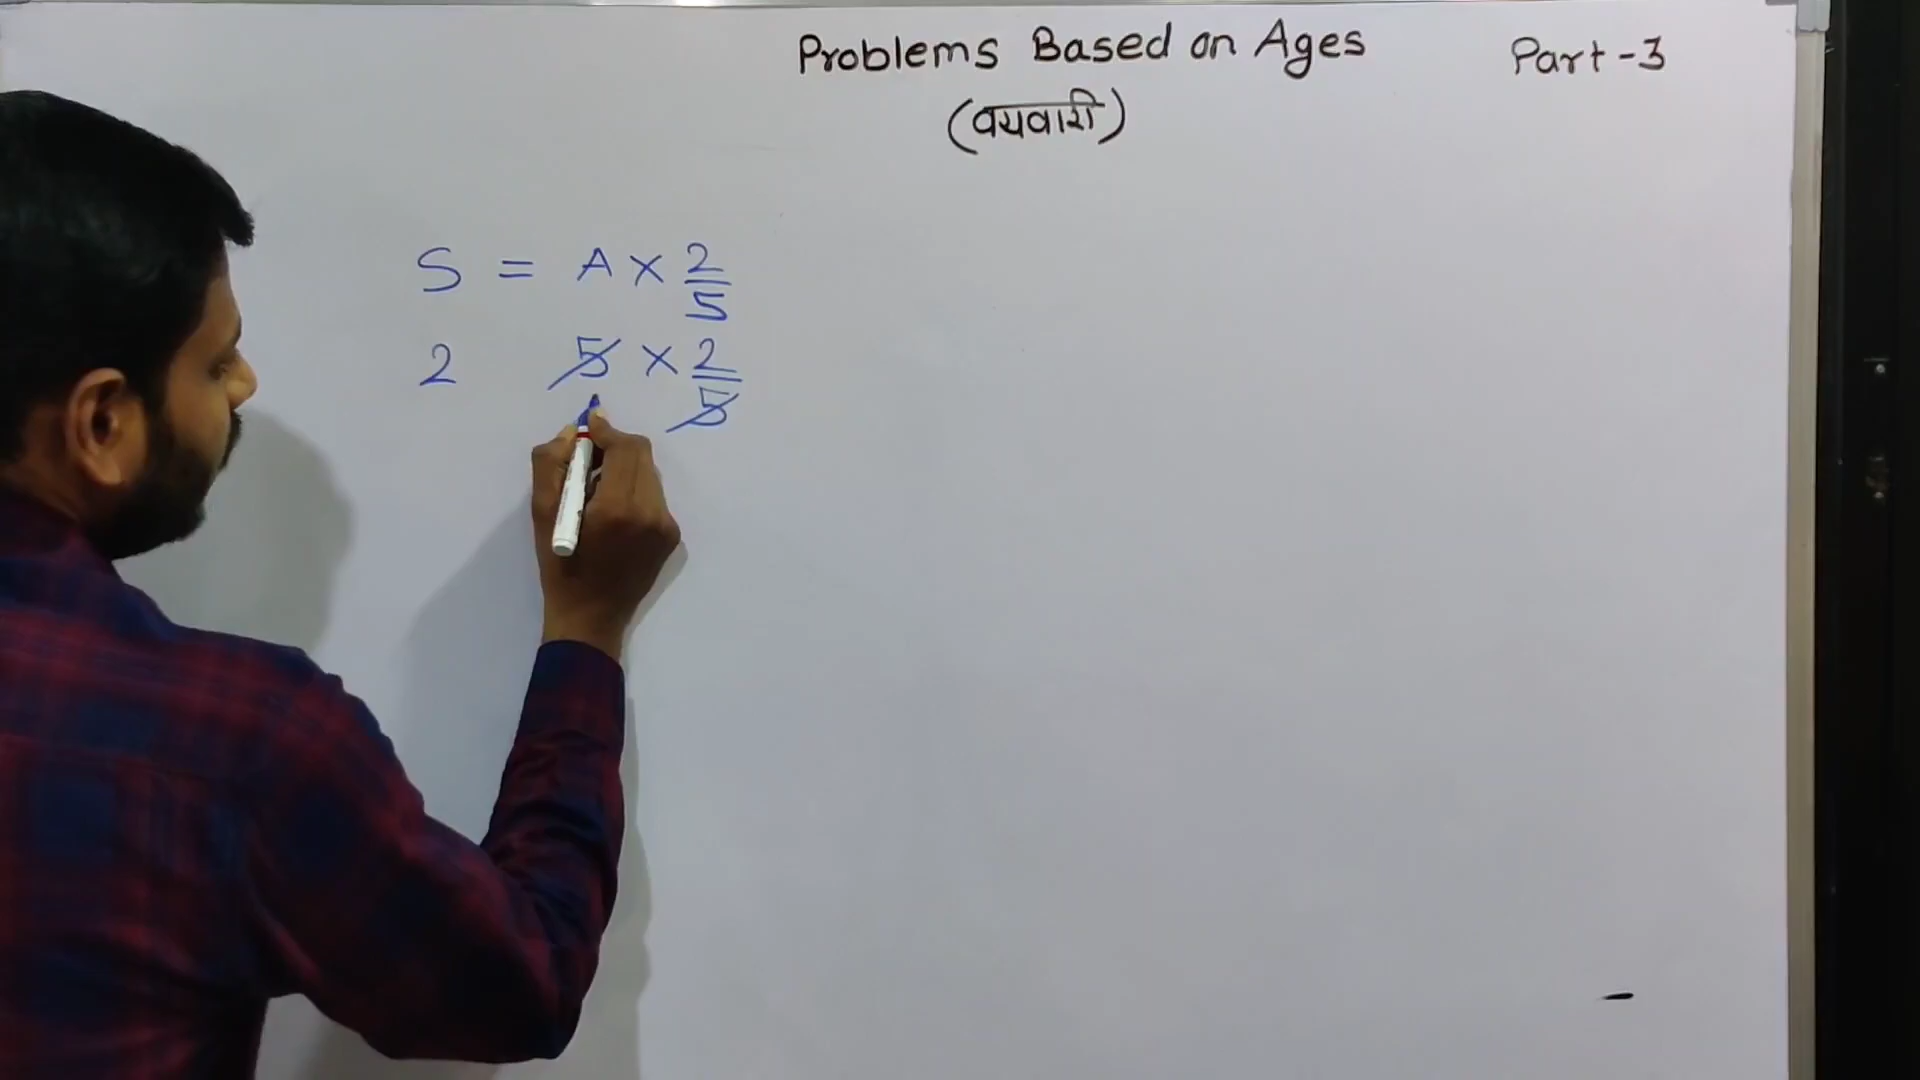 Problems Based on Ages Part-3
(वयवारी)
S = A × 2/5
2 5 × 2/5